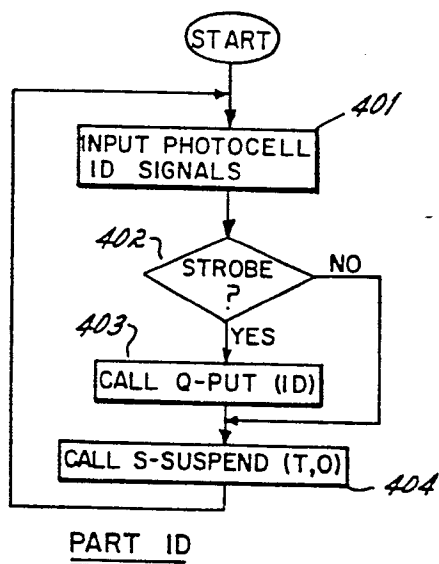 START
401
INPUT PHOTOCELL
ID SIGNALS
402
STROBE
?
NO
YES
403
CALL Q-PUT (ID)
CALL S-SUSPEND (T,O)
404
PART ID